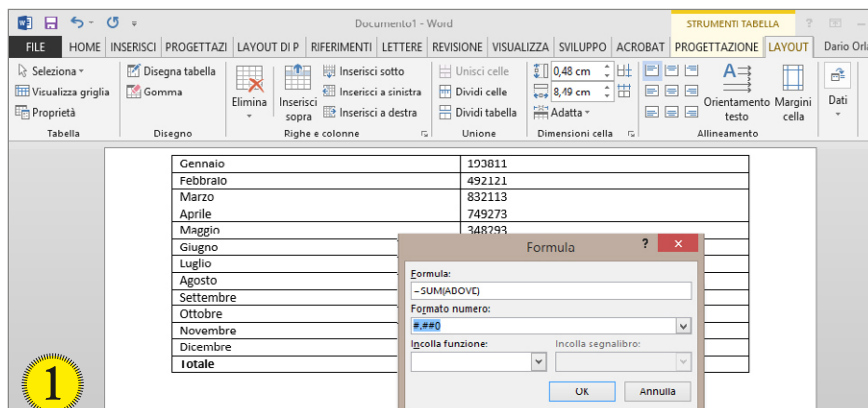 Documento1 - Word
STRUMENTI TABELLA
FILE HOME INSERISCI PROGETTAZI LAYOUT DI P RIFERIMENTI LETTERE REVISIONE VISUALIZZA SVILUPPO ACROBAT PROGETTAZIONE LAYOUT Dario Orla
Seleziona
Visualizza griglia
Proprietà
Tabella
Disegna tabella
Gomma
Disegno
Elimina
Inserisci sopra
Inserisci sotto
Inserisci a sinistra
Inserisci a destra
Righe e colonne
Unisci celle
Dividi celle
Dividi tabella
Unione
0,48 cm
8,49 cm
Adatta
Dimensioni cella
Orientamento testo
Margini cella
Allineamento
Dati
Gennaio 193811
Febbraio 492121
Marzo 832113
Aprile 749273
Maggio 348293
Giugno
Luglio
Agosto
Settembre
Ottobre
Novembre
Dicembre
Totale
Formula
Formula:
=SUM(ABOVE)
Formato numero:
#.##0
Incolla funzione: Incolla segnalibro:
OK Annulla
1